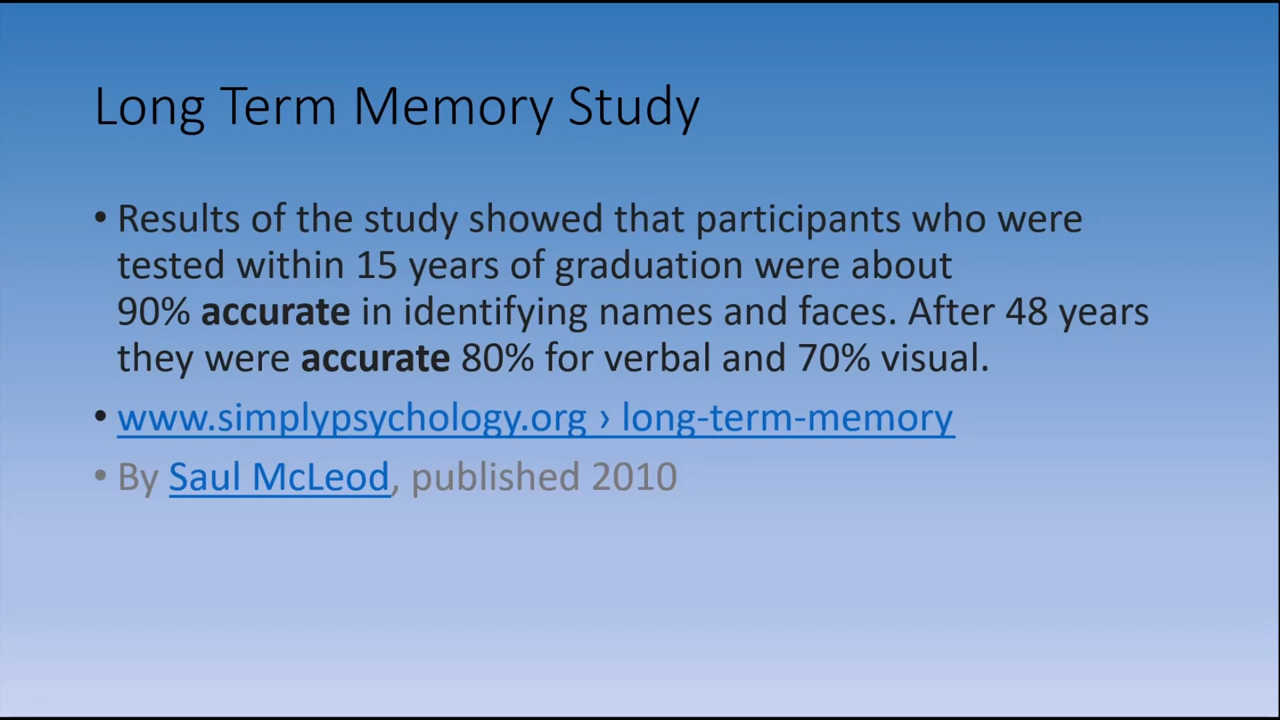 Long Term Memory Study
• Results of the study showed that participants who were
tested within 15 years of graduation were about
90% accurate in identifying names and faces. After 48 years
they were accurate 80% for verbal and 70% visual.
• www.simplypsychology.org › long-term-memory
• By Saul McLeod, published 2010